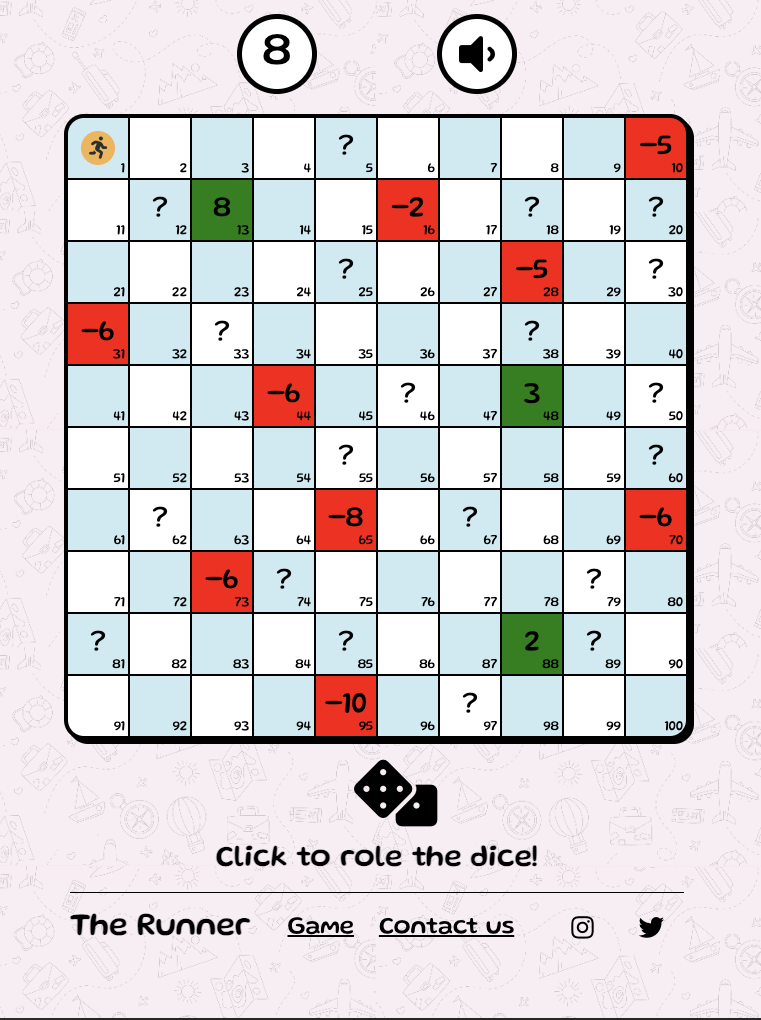 8
1 2 3 4 ? 5 6 7 8 9 −5 10
11 ? 12 8 13 14 15 −2 16 17 ? 18 19 ? 20
21 22 23 24 ? 25 26 27 −5 28 29 ? 30
−6 31 32 ? 33 34 35 36 37 ? 38 39 40
41 42 43 −6 44 45 ? 46 47 3 48 49 ? 50
51 52 53 54 ? 55 56 57 58 59 ? 60
61 ? 62 63 64 −8 65 66 ? 67 68 69 −6 70
71 72 −6 73 ? 74 75 76 77 78 ? 79 80
? 81 82 83 84 ? 85 86 87 2 88 ? 89 90
91 92 93 94 −10 95 96 ? 97 98 99 100
Click to role the dice!
The Runner Game Contact us